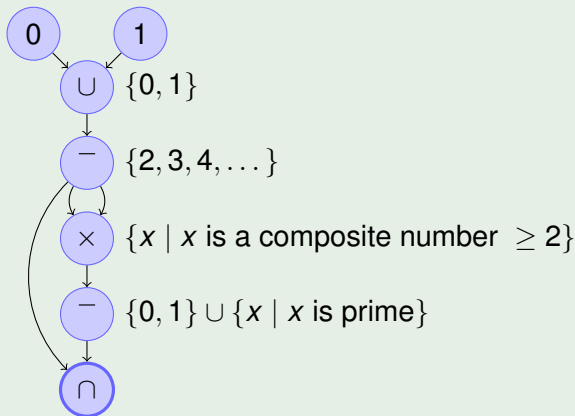 0 1
∪ {0, 1}
‾ {2, 3, 4, . . . }
× {x | x is a composite number ≥ 2}
‾ {0, 1} ∪ {x | x is prime}
∩